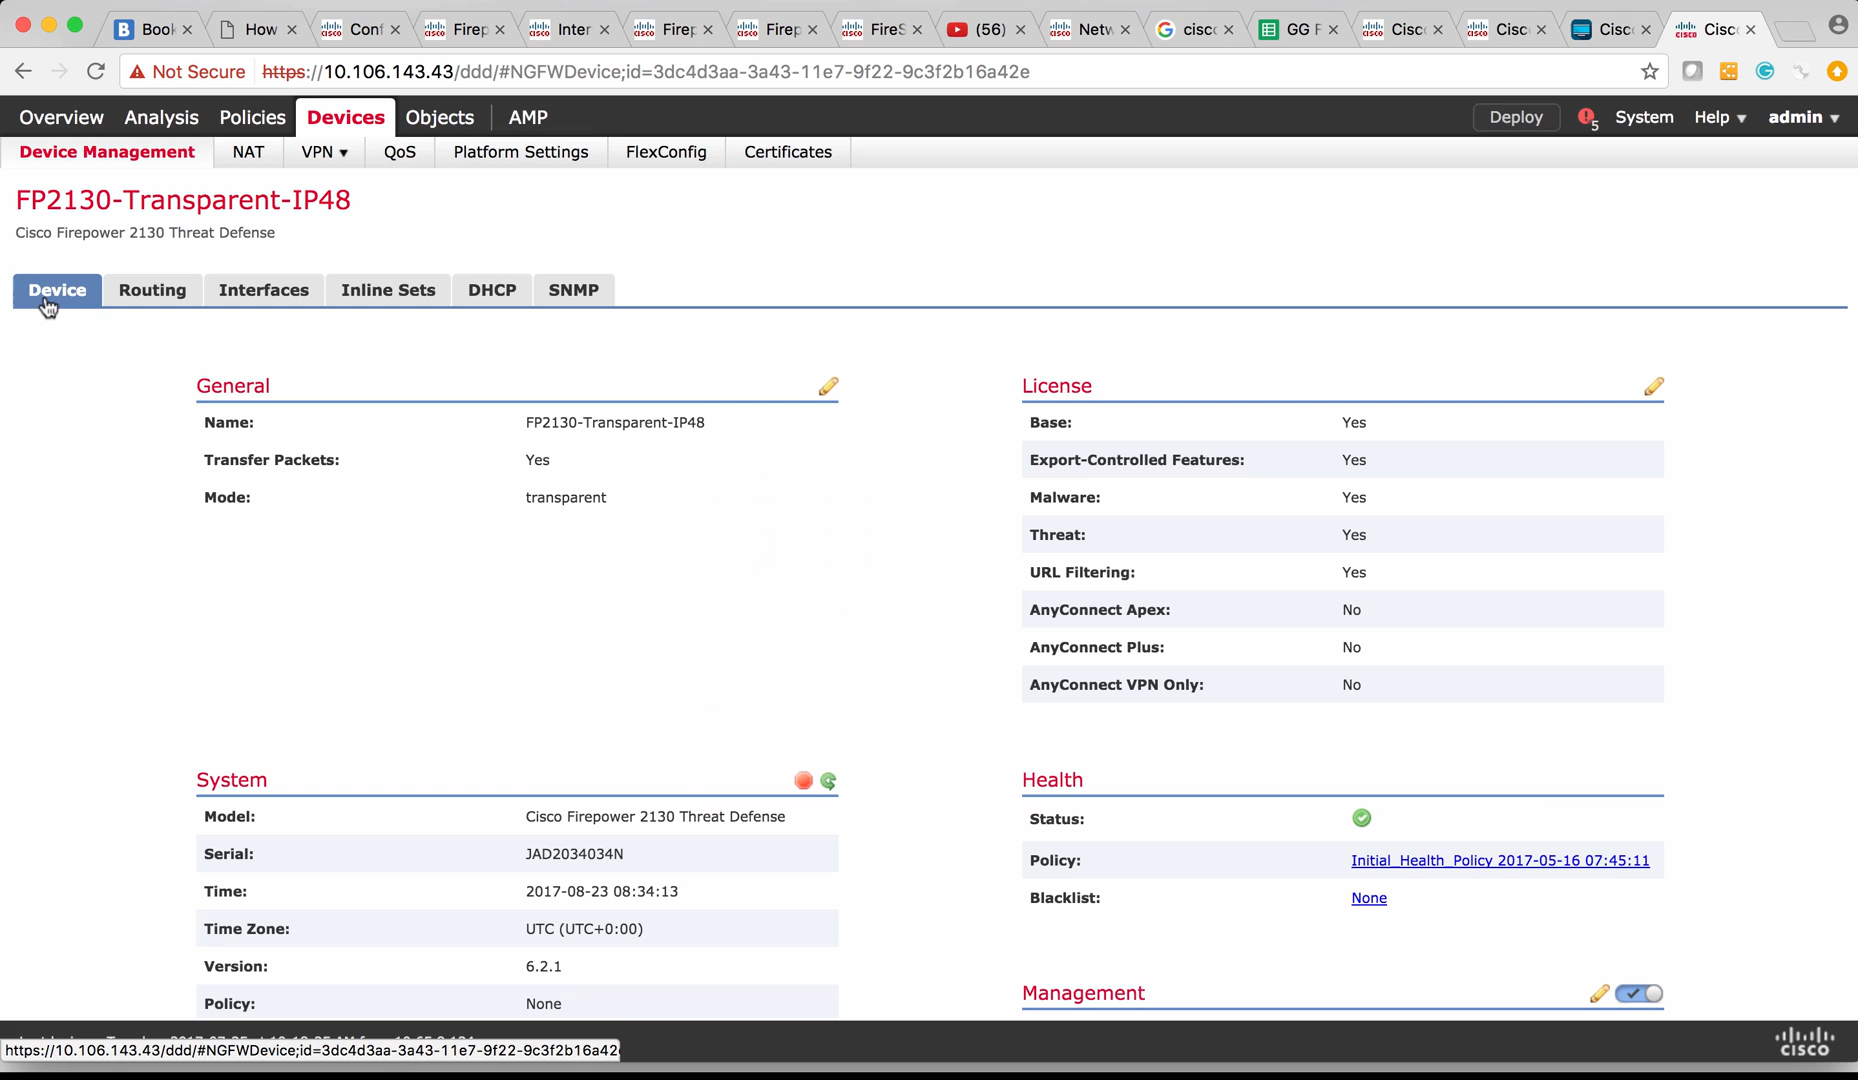 Book
How
Conf
Firep
Inter
Firep
Firep
FireS
(56)
Netw
cisco
GG F
Cisco
Cisc
Cisc
Cisc
Not Secure https://10.106.143.43/ddd/#NGFWDevice;id=3dc4d3aa-3a43-11e7-9f22-9c3f2b16a42e
Overview Analysis Policies Devices Objects AMP Deploy 5 System Help admin
Device Management NAT VPN QoS Platform Settings FlexConfig Certificates
FP2130-Transparent-IP48
Cisco Firepower 2130 Threat Defense
Device Routing Interfaces Inline Sets DHCP SNMP
General
Name: FP2130-Transparent-IP48
Transfer Packets: Yes
Mode: transparent
License
Base: Yes
Export-Controlled Features: Yes
Malware: Yes
Threat: Yes
URL Filtering: Yes
AnyConnect Apex: No
AnyConnect Plus: No
AnyConnect VPN Only: No
System
Model: Cisco Firepower 2130 Threat Defense
Serial: JAD2034034N
Time: 2017-08-23 08:34:13
Time Zone: UTC (UTC+0:00)
Version: 6.2.1
Policy: None
Health
Status:
Policy: Initial_Health_Policy 2017-05-16 07:45:11
Blacklist: None
Management
https://10.106.143.43/ddd/#NGFWDevice;id=3dc4d3aa-3a43-11e7-9f22-9c3f2b16a42
cisco